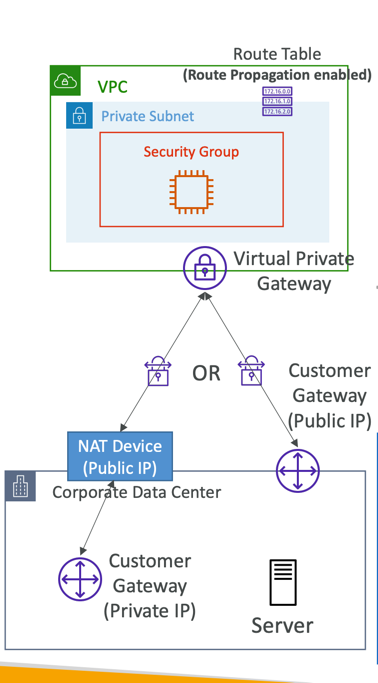 Route Table
(Route Propagation enabled)
172.16.0.0
172.16.1.0
172.16.2.0
VPC
Private Subnet
Security Group
Virtual Private
Gateway
OR
Customer
Gateway
(Public IP)
NAT Device
(Public IP)
Corporate Data Center
Customer
Gateway
(Private IP)
Server